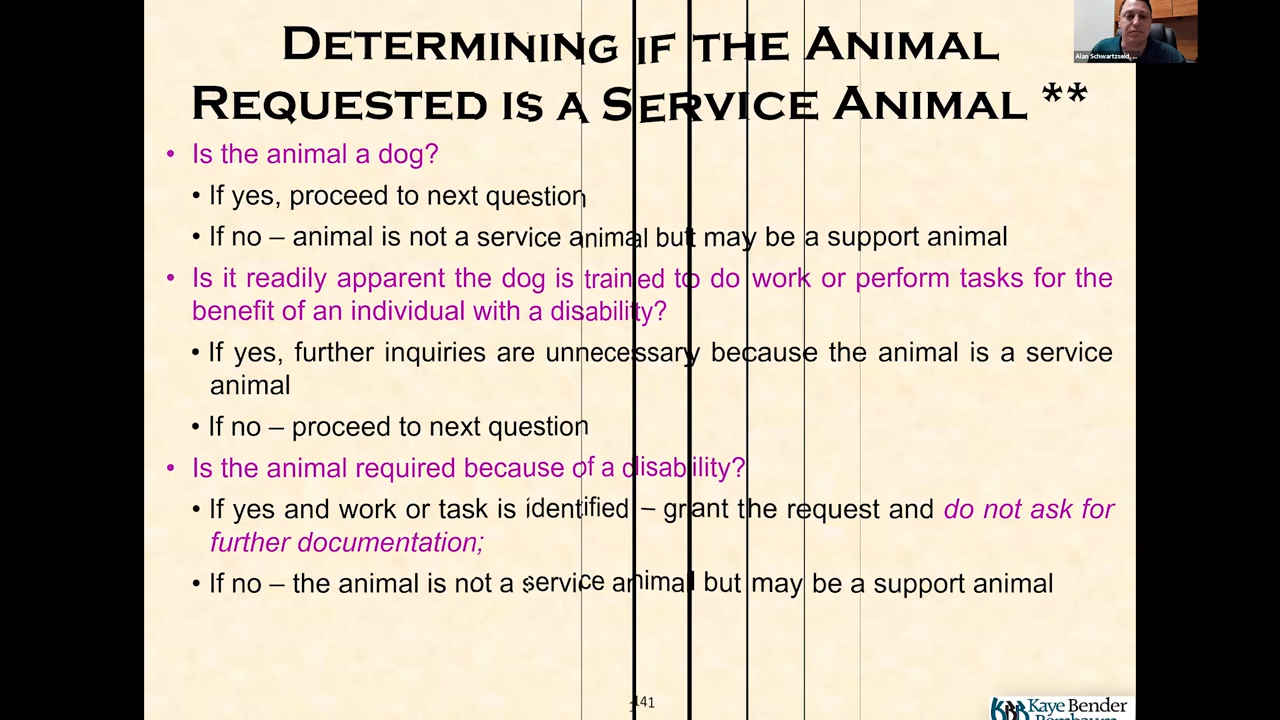 DETERMINING IF THE ANIMAL
REQUESTED IS A SERVICE ANIMAL **
• Is the animal a dog?
• If yes, proceed to next question
• If no – animal is not a service animal but may be a support animal
• Is it readily apparent the dog is trained to do work or perform tasks for the
benefit of an individual with a disability?
• If yes, further inquiries are unnecessary because the animal is a service
animal
• If no – proceed to next question
• Is the animal required because of a disability?
• If yes and work or task is identified – grant the request and do not ask for
further documentation;
• If no – the animal is not a service animal but may be a support animal
141
KBR Kaye Bender
Rembaum
Alan Schwartzseid, ...